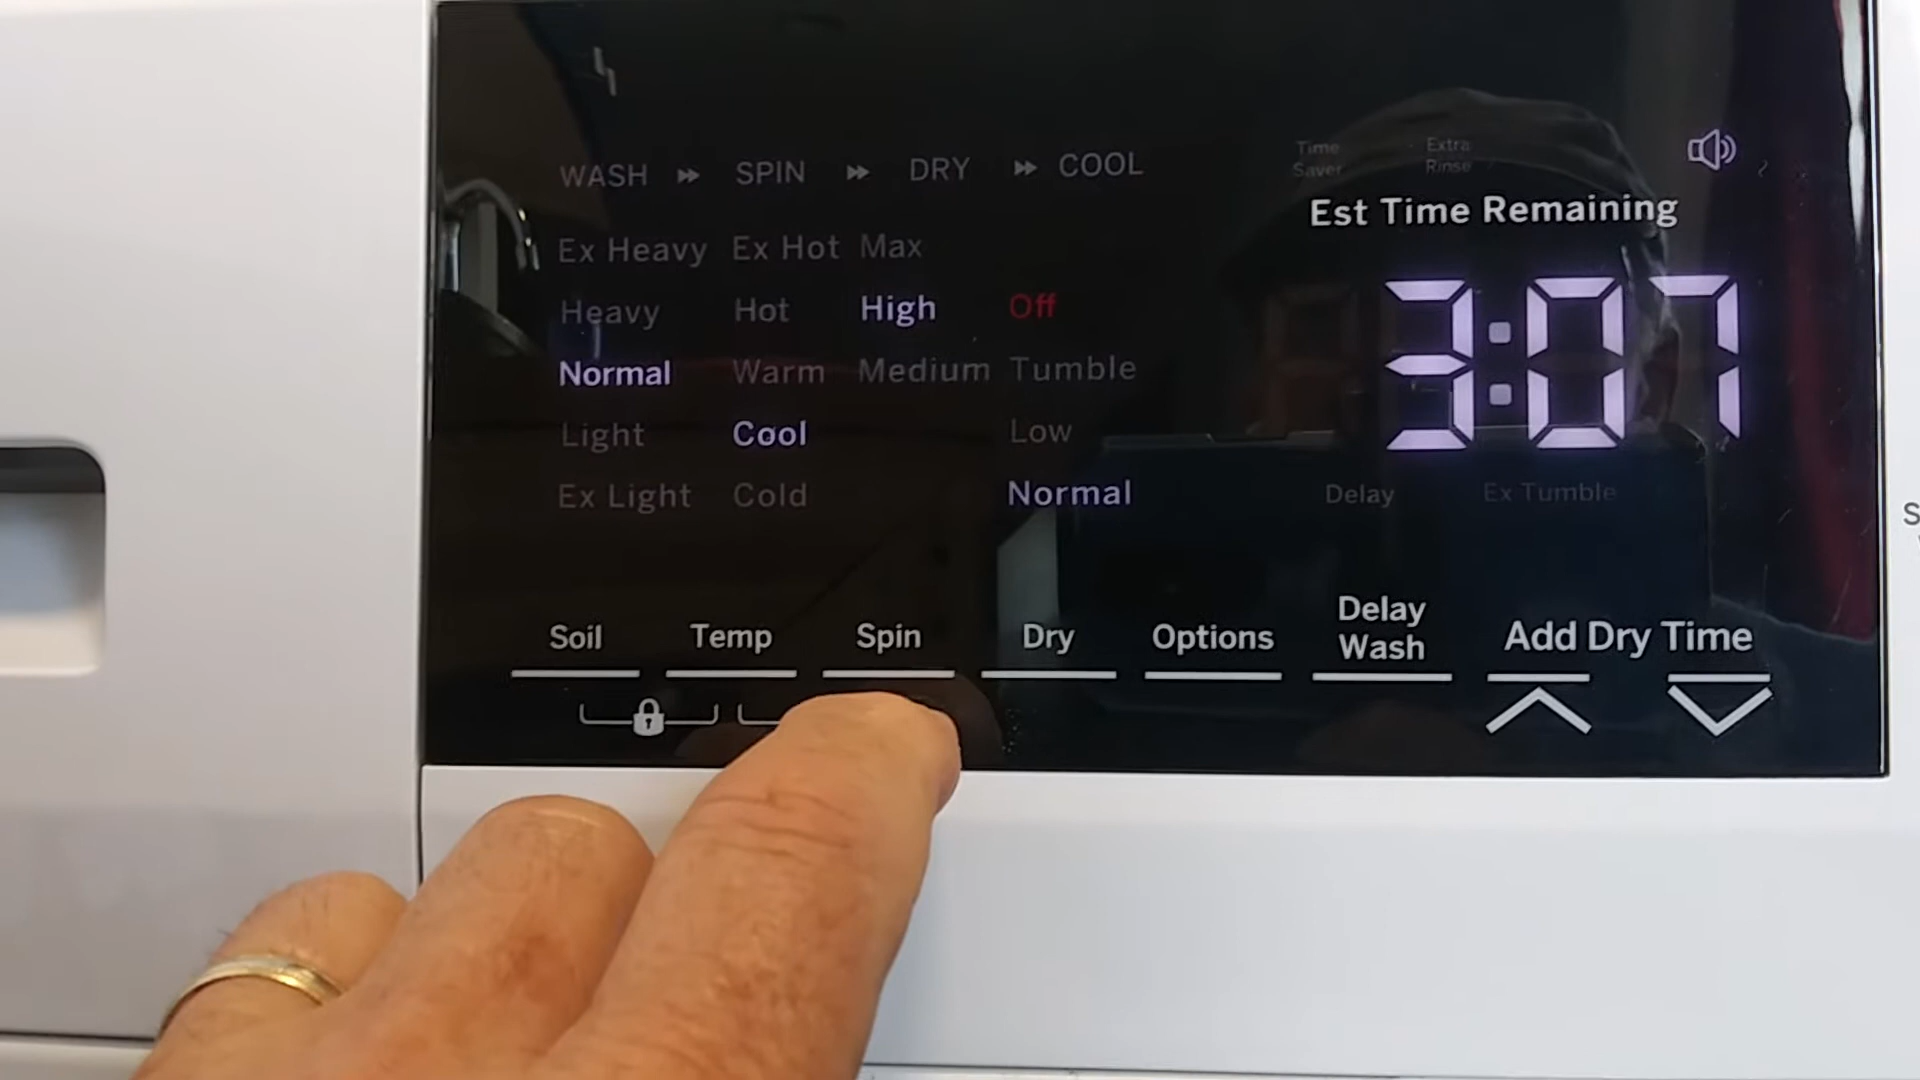 WASH SPIN DRY COOL
Time Saver
Extra Rinse
Est Time Remaining
Ex Heavy Ex Hot Max
Heavy Hot High Off
3:07
Normal Warm Medium Tumble
Light Cool Low
Ex Light Cold Normal
Delay Ex Tumble
Soil Temp Spin Dry Options
Delay Wash
Add Dry Time